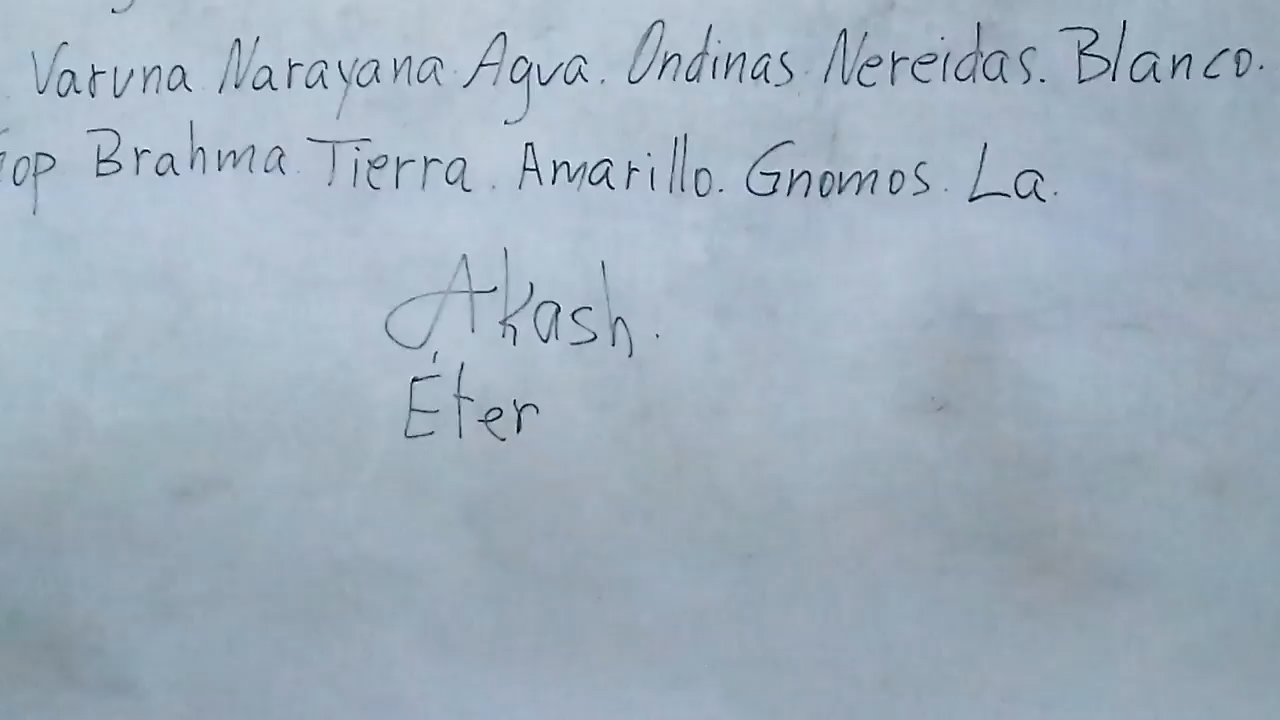 Varuna Narayana Agua. Ondinas Nereidas. Blanco.
Brahma. Tierra. Amarillo. Gnomos. La.
Akash.
Éter